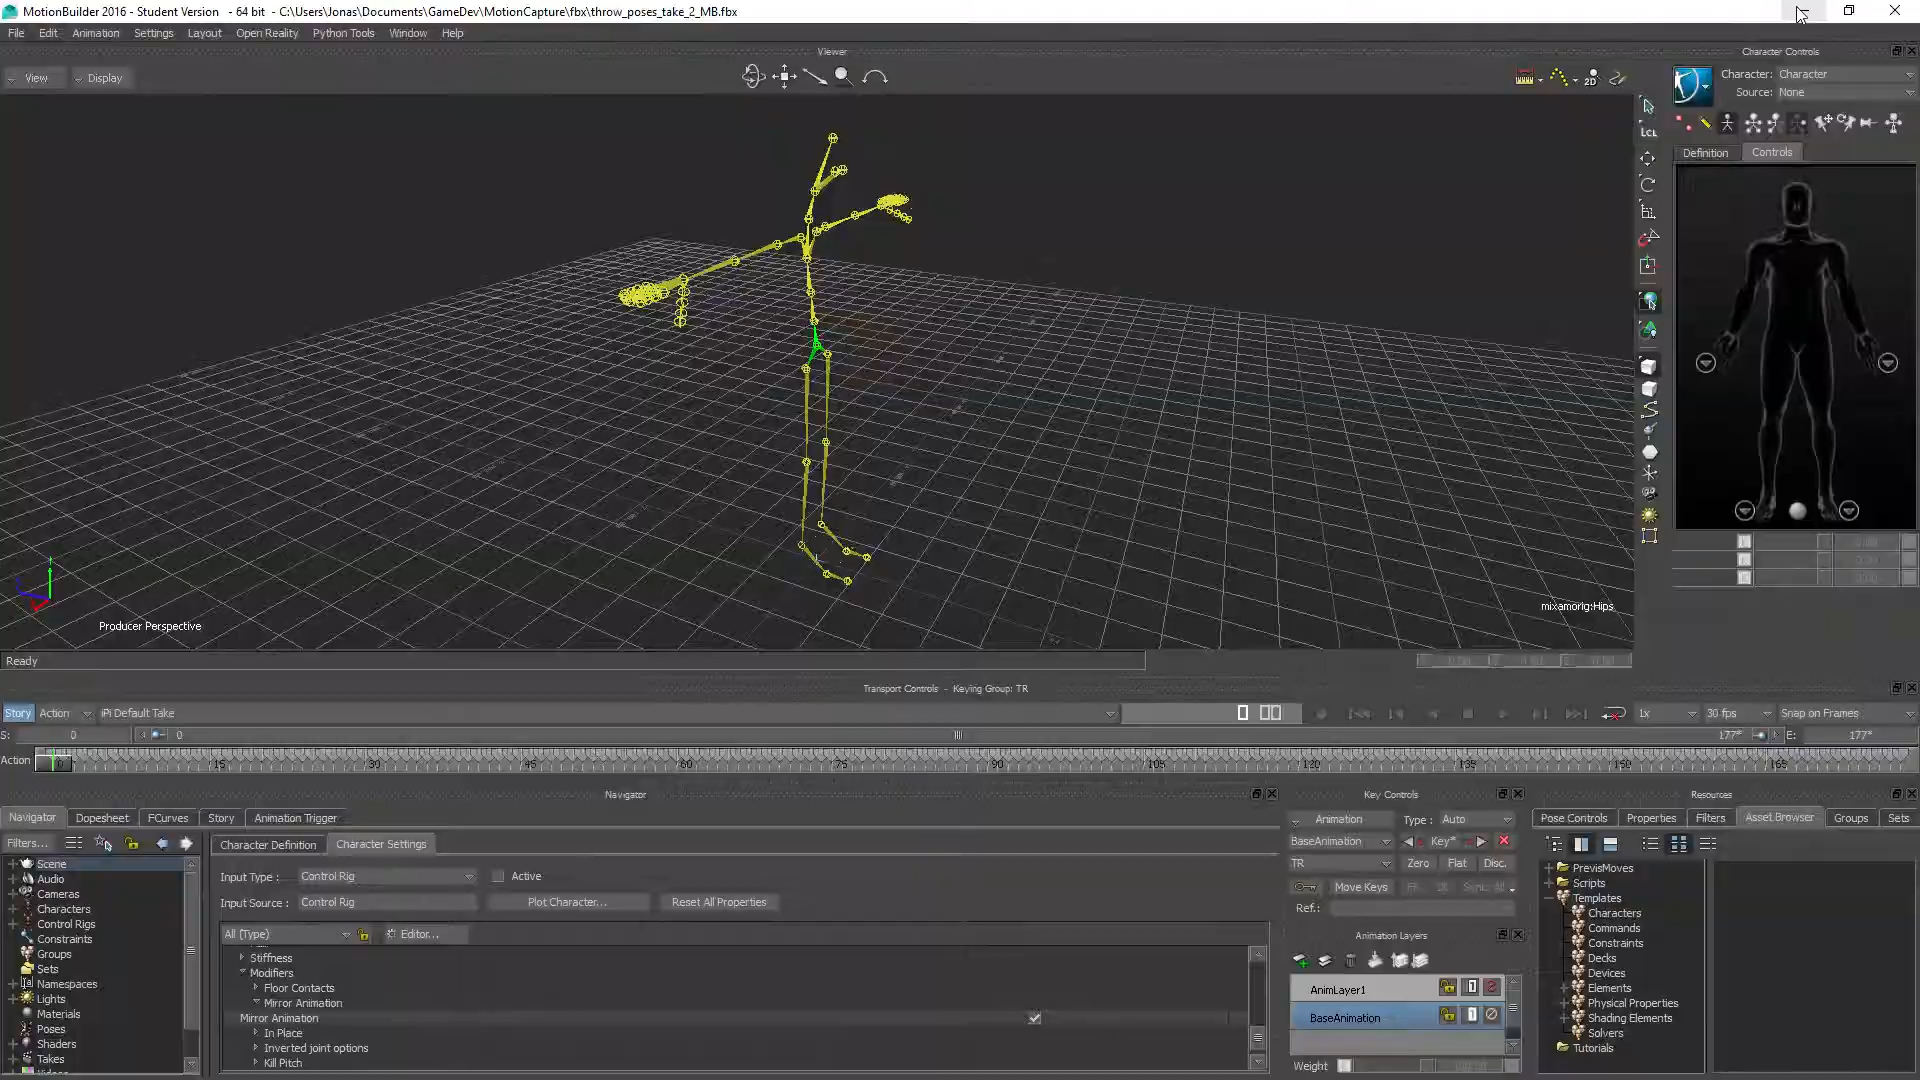 MotionBuilder 2016 - Student Version - 64 bit - C:\Users\Jonas\Documents\GameDev\MotionCapture\fbx\throw_poses_take_2_MB.fbx
File Edit Animation Settings Layout Open Reality Python Tools Window Help
Viewer
Character Controls
View Display
2D
Character: Character
Source: None
LCL
Definition Controls
mixamorig:Hips
Producer Perspective
Ready
Transport Controls - Keying Group: TR
Story Action iPi Default Take
1x 30 fps Snap on Frames
S: 0 0 177* E: 177*
Action 0 15 30 45 60 75 90 105 120 135 150 165
Navigator
Key Controls
Resources
Navigator Dopesheet FCurves Story Animation Trigger
Animation Type : Auto
Pose Controls Properties Filters Asset Browser Groups Sets
Filters...
Character Definition Character Settings
BaseAnimation Key*
TR Zero Flat Disc.
Scene
Audio
Cameras
Characters
Control Rigs
Constraints
Groups
Sets
Namespaces
Lights
Materials
Poses
Shaders
Takes
Input Type : Control Rig Active
Input Source : Control Rig Plot Character... Reset All Properties
All (Type) Editor...
Stiffness
Modifiers
Floor Contacts
Mirror Animation
Mirror Animation
In Place
Inverted joint options
Kill Pitch
Move Keys
Ref.:
Animation Layers
AnimLayer1
BaseAnimation
Weight
PrevisMoves
Scripts
Templates
Characters
Commands
Constraints
Decks
Devices
Elements
Physical Properties
Shading Elements
Solvers
Tutorials